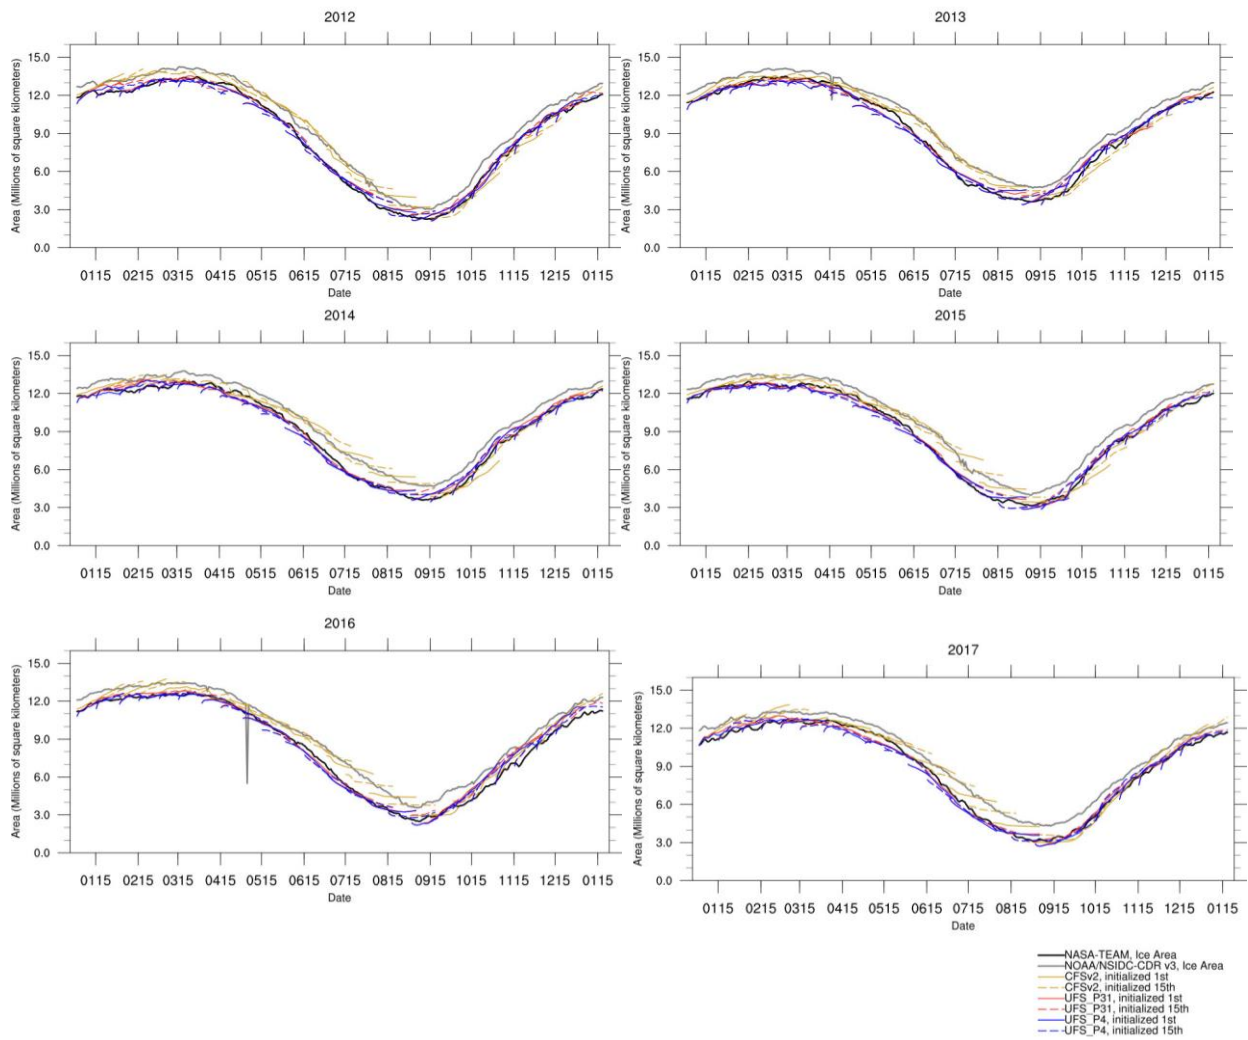 2012
15.0
12.0
9.0
6.0
3.0
0.0
Area (Millions of square kilometers)
0115 0215 0315 0415 0515 0615 0715 0815 0915 1015 1115 1215 0115
Date
2013
15.0
12.0
9.0
6.0
3.0
0.0
Area (Millions of square kilometers)
0115 0215 0315 0415 0515 0615 0715 0815 0915 1015 1115 1215 0115
Date
2014
15.0
12.0
9.0
6.0
3.0
0.0
Area (Millions of square kilometers)
0115 0215 0315 0415 0515 0615 0715 0815 0915 1015 1115 1215 0115
Date
2015
15.0
12.0
9.0
6.0
3.0
0.0
Area (Millions of square kilometers)
0115 0215 0315 0415 0515 0615 0715 0815 0915 1015 1115 1215 0115
Date
2016
15.0
12.0
9.0
6.0
3.0
0.0
Area (Millions of square kilometers)
0115 0215 0315 0415 0515 0615 0715 0815 0915 1015 1115 1215 0115
Date
2017
15.0
12.0
9.0
6.0
3.0
0.0
Area (Millions of square kilometers)
0115 0215 0315 0415 0515 0615 0715 0815 0915 1015 1115 1215 0115
Date
NASA-TEAM, Ice Area
NOAA/NSIDC-CDR v3, Ice Area
CFSv2, initialized 1st
CFSv2, initialized 15th
UFS_P31, initialized 1st
UFS_P31, initialized 15th
UFS_P4, initialized 1st
UFS_P4, initialized 15th